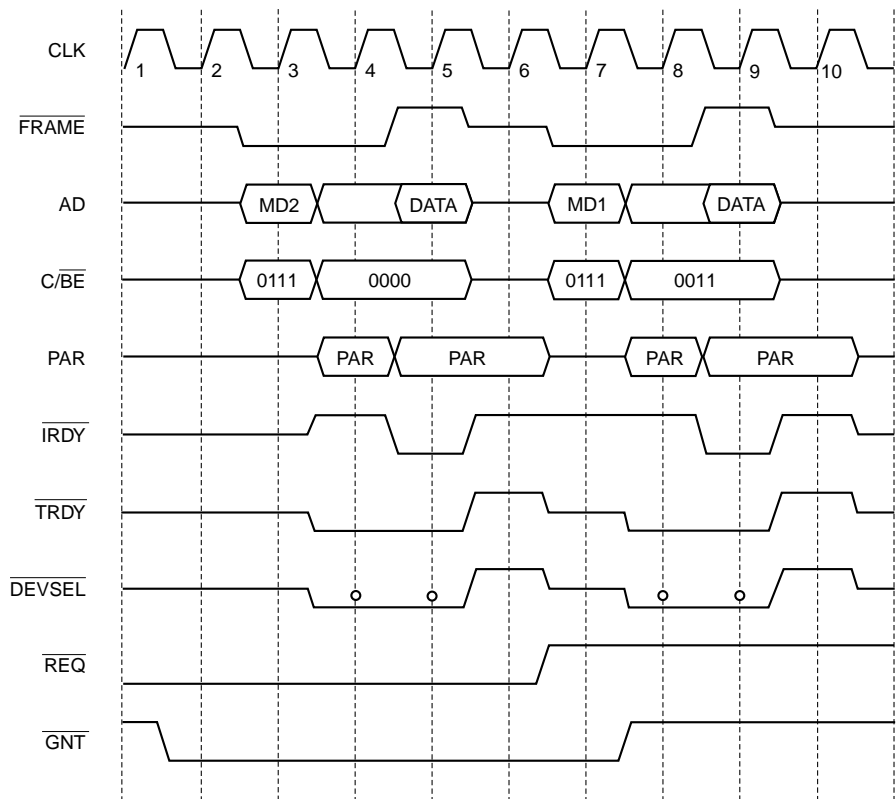 CLK
1 2 3 4 5 6 7 8 9 10
FRAME
AD MD2 DATA MD1 DATA
C/BE 0111 0000 0111 0011
PAR PAR PAR PAR PAR
IRDY
TRDY
DEVSEL
REQ
GNT